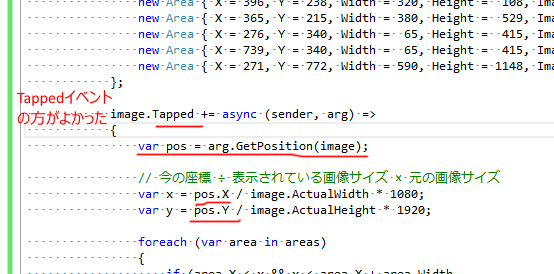 new Area { X = 396, Y = 238, Width = 320, Height = 108, Ima
new Area { X = 365, Y = 215, Width = 380, Height = 529, Ima
new Area { X = 276, Y = 340, Width = 65, Height = 415, Ima
new Area { X = 739, Y = 340, Width = 65, Height = 415, Ima
new Area { X = 271, Y = 772, Width = 590, Height = 1148, Ima
};
Tappedイベント
の方がよかった
image.Tapped += async (sender, arg) =>
{
var pos = arg.GetPosition(image);
// 今の座標 ÷ 表示されている画像サイズ × 元の画像サイズ
var x = pos.X / image.ActualWidth * 1080;
var y = pos.Y / image.ActualHeight * 1920;
foreach (var area in areas)
{
if (area.X < x && x < area.X + area.Width